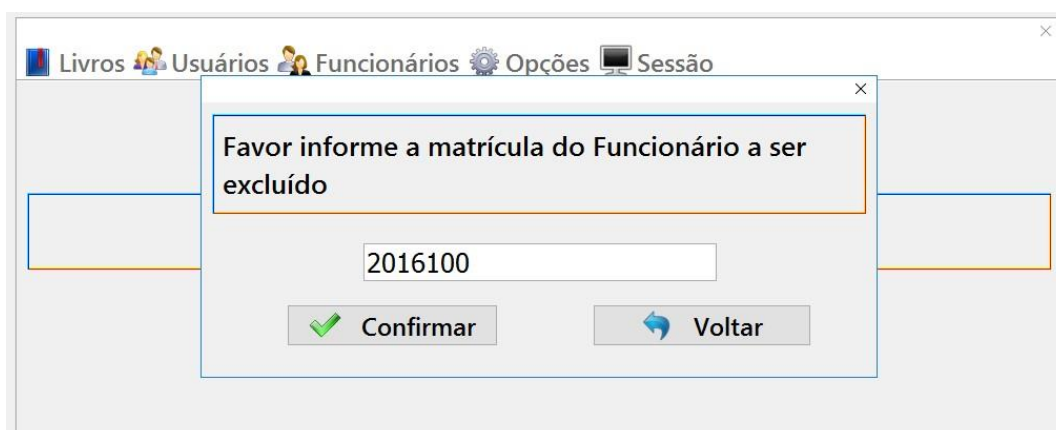 Livros Usuários Funcionários Opções Sessão
Favor informe a matrícula do Funcionário a ser
excluído
2016100
Confirmar Voltar